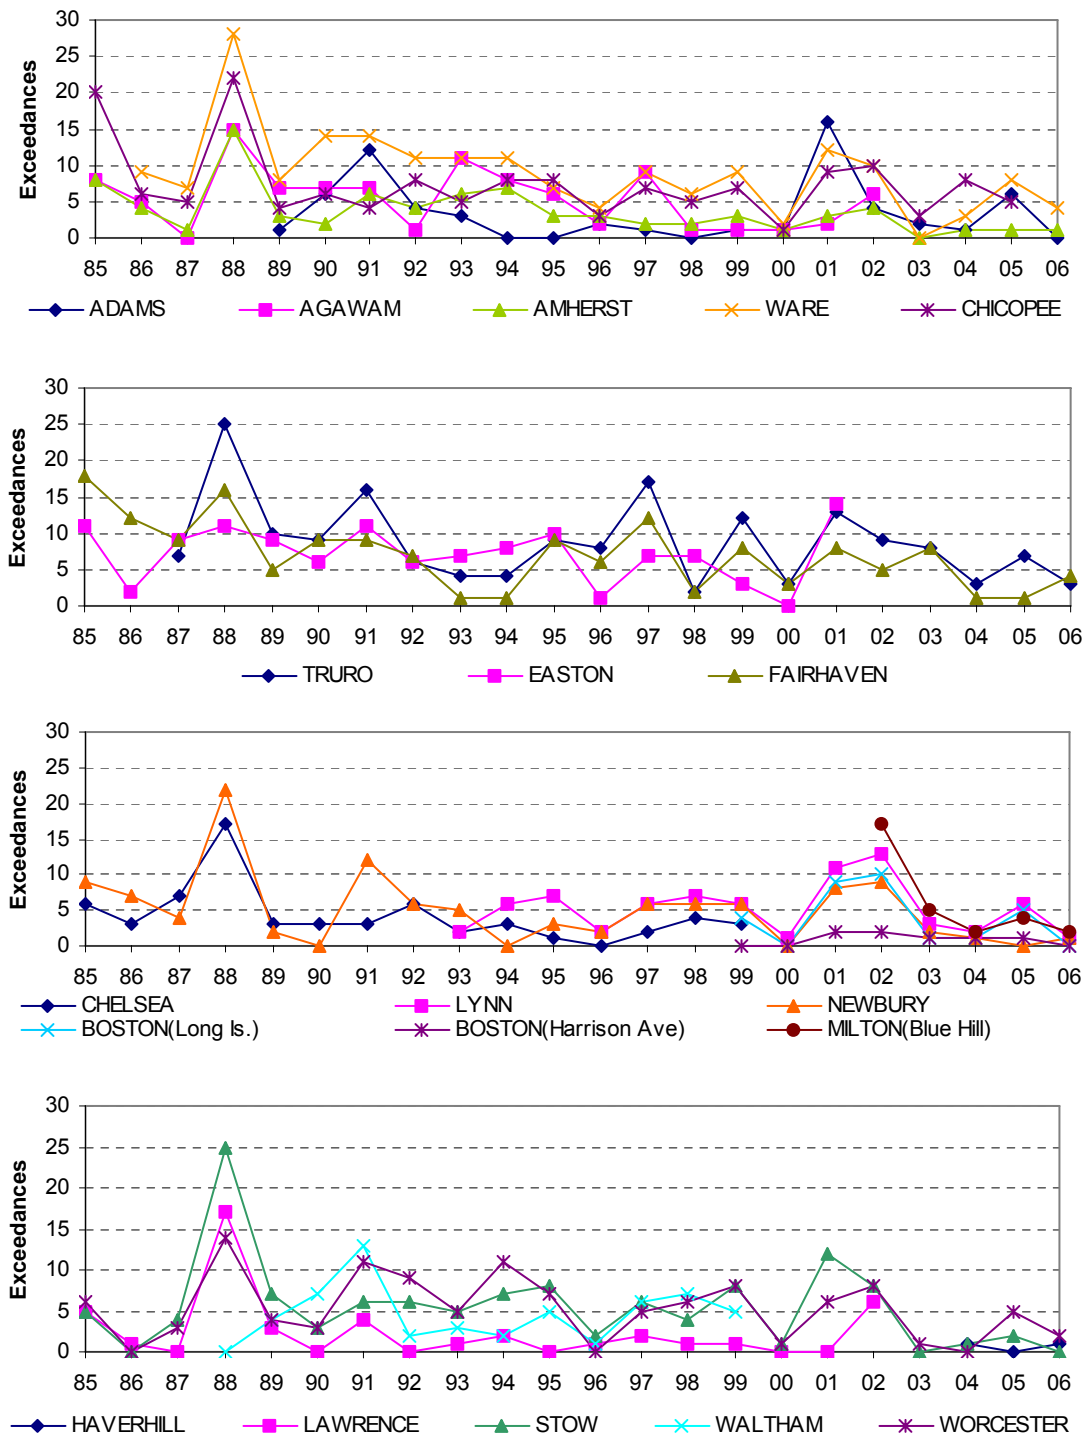 30
25
20
15
10
5
0
Exceedances
85 86 87 88 89 90 91 92 93 94 95 96 97 98 99 00 01 02 03 04 05 06
ADAMS AGAWAM AMHERST WARE CHICOPEE
30
25
20
15
10
5
0
Exceedances
85 86 87 88 89 90 91 92 93 94 95 96 97 98 99 00 01 02 03 04 05 06
TRURO EASTON FAIRHAVEN
30
25
20
15
10
5
0
Exceedances
85 86 87 88 89 90 91 92 93 94 95 96 97 98 99 00 01 02 03 04 05 06
CHELSEA LYNN NEWBURY
BOSTON(Long Is.) BOSTON(Harrison Ave) MILTON(Blue Hill)
30
25
20
15
10
5
0
Exceedances
85 86 87 88 89 90 91 92 93 94 95 96 97 98 99 00 01 02 03 04 05 06
HAVERHILL LAWRENCE STOW WALTHAM WORCESTER